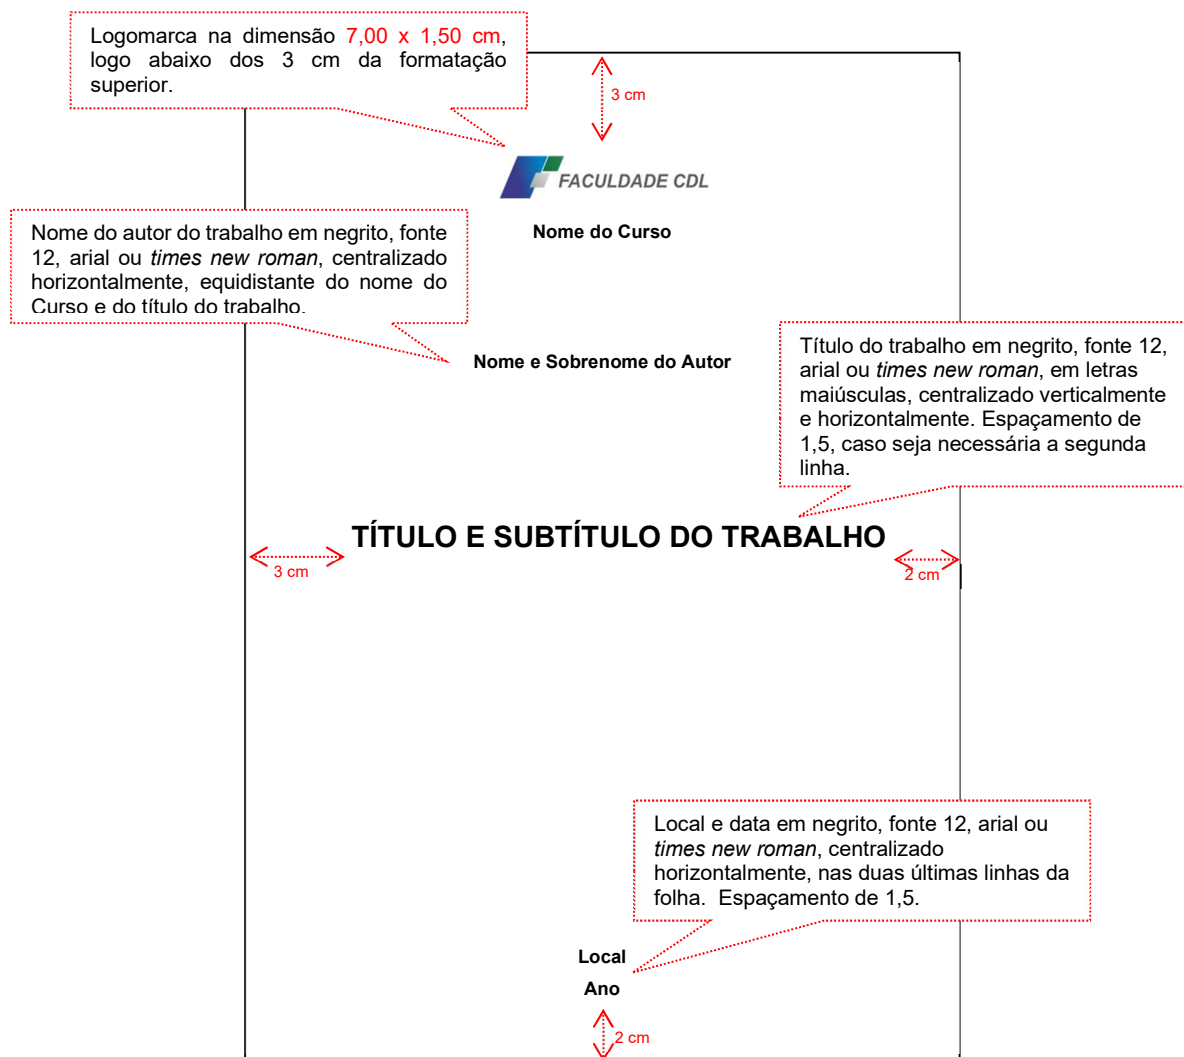 Logomarca na dimensão 7,00 x 1,50 cm,
logo abaixo dos 3 cm da formatação
superior.
3 cm
FACULDADE CDL
Nome do Curso
Nome do autor do trabalho em negrito, fonte
12, arial ou times new roman, centralizado
horizontalmente, equidistante do nome do
Curso e do título do trabalho.
Nome e Sobrenome do Autor
Título do trabalho em negrito, fonte 12,
arial ou times new roman, em letras
maiúsculas, centralizado verticalmente
e horizontalmente. Espaçamento de
1,5, caso seja necessária a segunda
linha.
TÍTULO E SUBTÍTULO DO TRABALHO
3 cm
2 cm
Local e data em negrito, fonte 12, arial ou
times new roman, centralizado
horizontalmente, nas duas últimas linhas da
folha.  Espaçamento de 1,5.
Local
Ano
2 cm